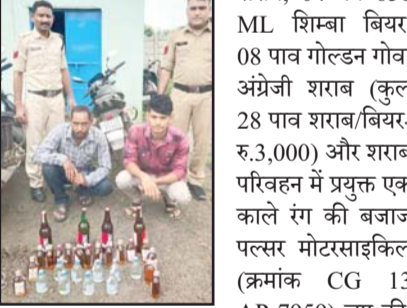 ML शिम्बा बियर
08 पाव गोल्डन गोव
अंग्रेजी शराब (कुल
28 पाव शराब/बियर-
रु.3,000) और शराब
परिवहन में प्रयुक्त एक
काले रंग की बजाज
पल्सर मोटरसाइकिल
(क्रमांक CG 13